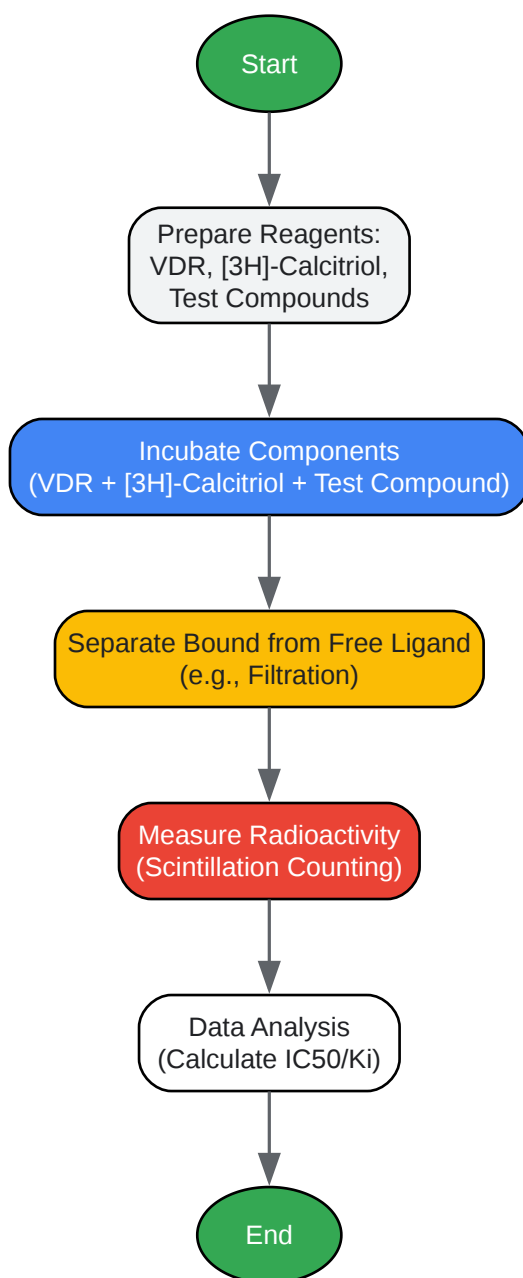 Start
Prepare Reagents:
VDR, [3H]-Calcitriol,
Test Compounds
Incubate Components
(VDR + [3H]-Calcitriol + Test Compound)
Separate Bound from Free Ligand
(e.g., Filtration)
Measure Radioactivity
(Scintillation Counting)
Data Analysis
(Calculate IC50/Ki)
End